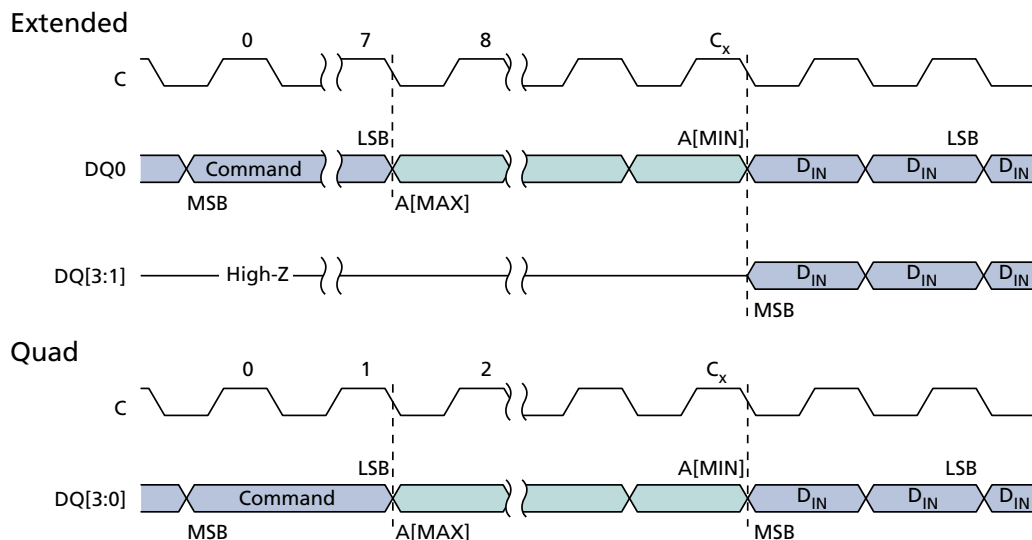 Extended
0 7 8 Cx
C
LSB A[MIN] LSB
DQ0 Command DIN DIN DIN
MSB A[MAX]
DQ[3:1] High-Z DIN DIN DIN
MSB
Quad
0 1 2 Cx
C
LSB A[MIN] LSB
DQ[3:0] Command DIN DIN DIN
MSB A[MAX] MSB